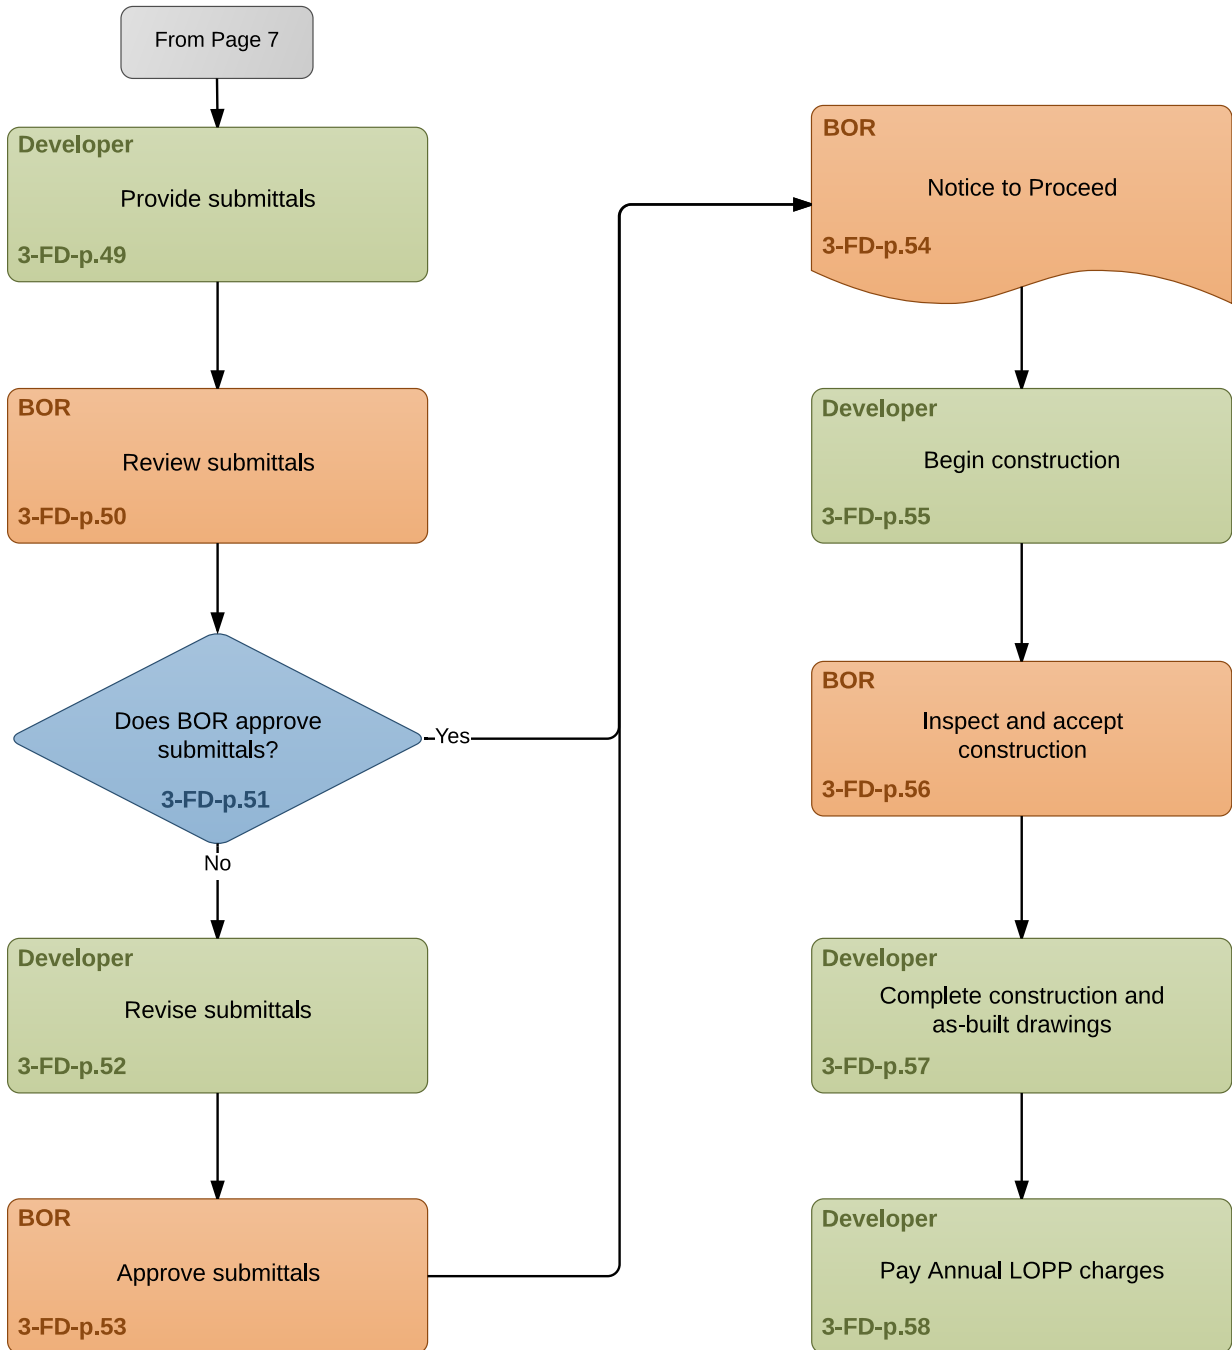 From Page 7
Developer
Provide submittals
3-FD-p.49
BOR
Review submittals
3-FD-p.50
Does BOR approve
submittals?
3-FD-p.51
Yes
No
Developer
Revise submittals
3-FD-p.52
BOR
Approve submittals
3-FD-p.53
BOR
Notice to Proceed
3-FD-p.54
Developer
Begin construction
3-FD-p.55
BOR
Inspect and accept
construction
3-FD-p.56
Developer
Complete construction and
as-built drawings
3-FD-p.57
Developer
Pay Annual LOPP charges
3-FD-p.58